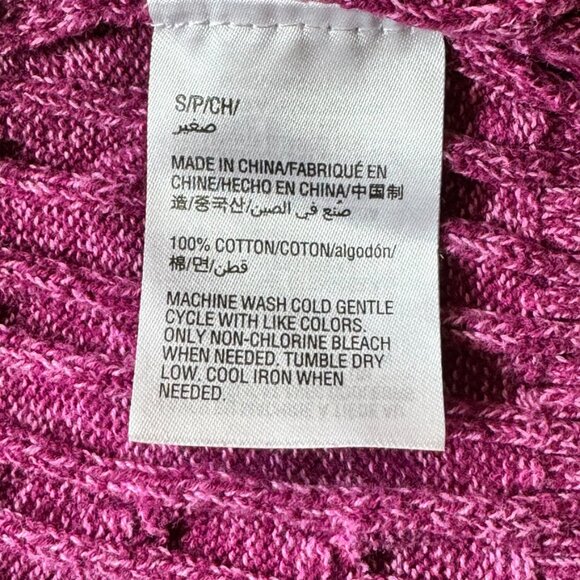 S/P/CH/
صغير
MADE IN CHINA/FABRIQUÉ EN
CHINE/HECHO EN CHINA/中国制
造/중국산/صنع في الصين/
100% COTTON/COTON/algodón/
棉/면/قطن/
MACHINE WASH COLD GENTLE
CYCLE WITH LIKE COLORS.
ONLY NON-CHLORINE BLEACH
WHEN NEEDED. TUMBLE DRY
LOW. COOL IRON WHEN
NEEDED.